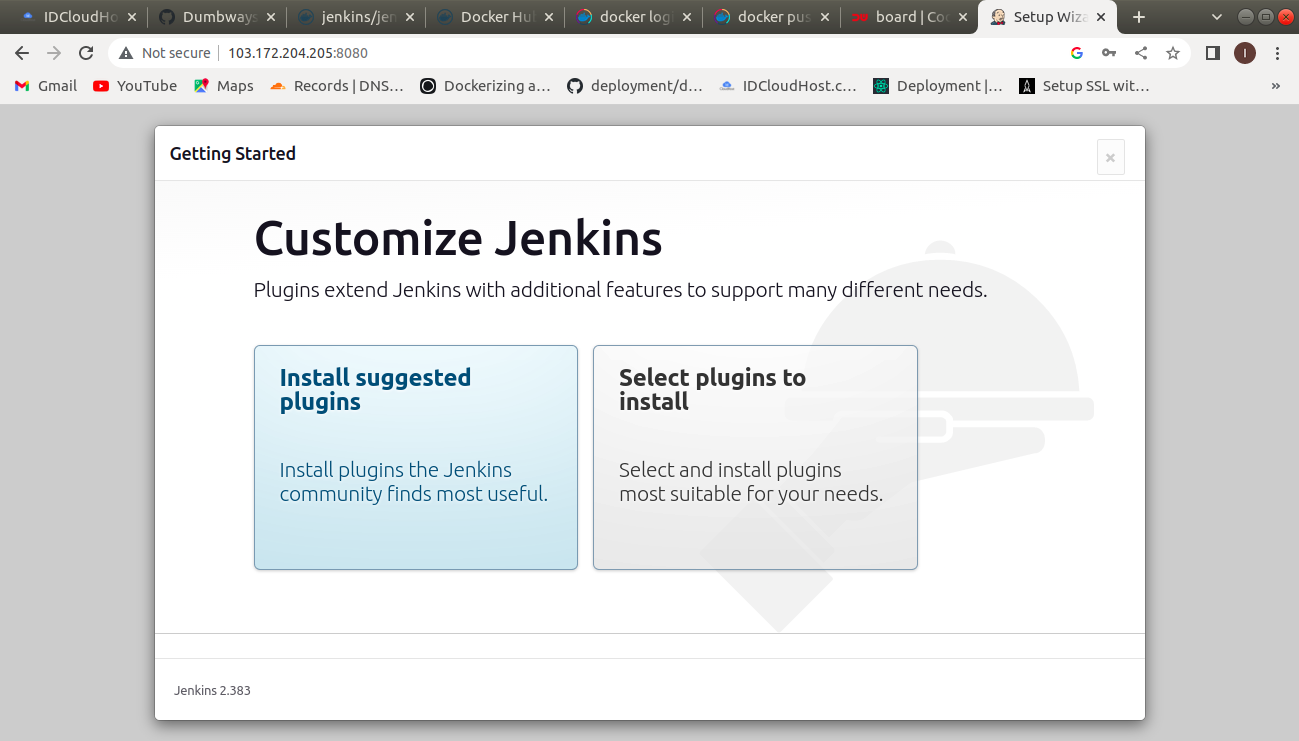 IDCloudHo
Dumbways
jenkins/jen
Docker Hu
docker logi
docker pus
board | Co
Setup Wiza
Not secure
103.172.204.205:8080
I
Gmail
YouTube
Maps
Records | DNS...
Dockerizing a...
deployment/d...
IDCloudHost.c...
Deployment |...
Setup SSL wit...
»
Getting Started
Customize Jenkins
Plugins extend Jenkins with additional features to support many different needs.
Install suggested
plugins
Install plugins the Jenkins
community finds most useful.
Select plugins to
install
Select and install plugins
most suitable for your needs.
Jenkins 2.383